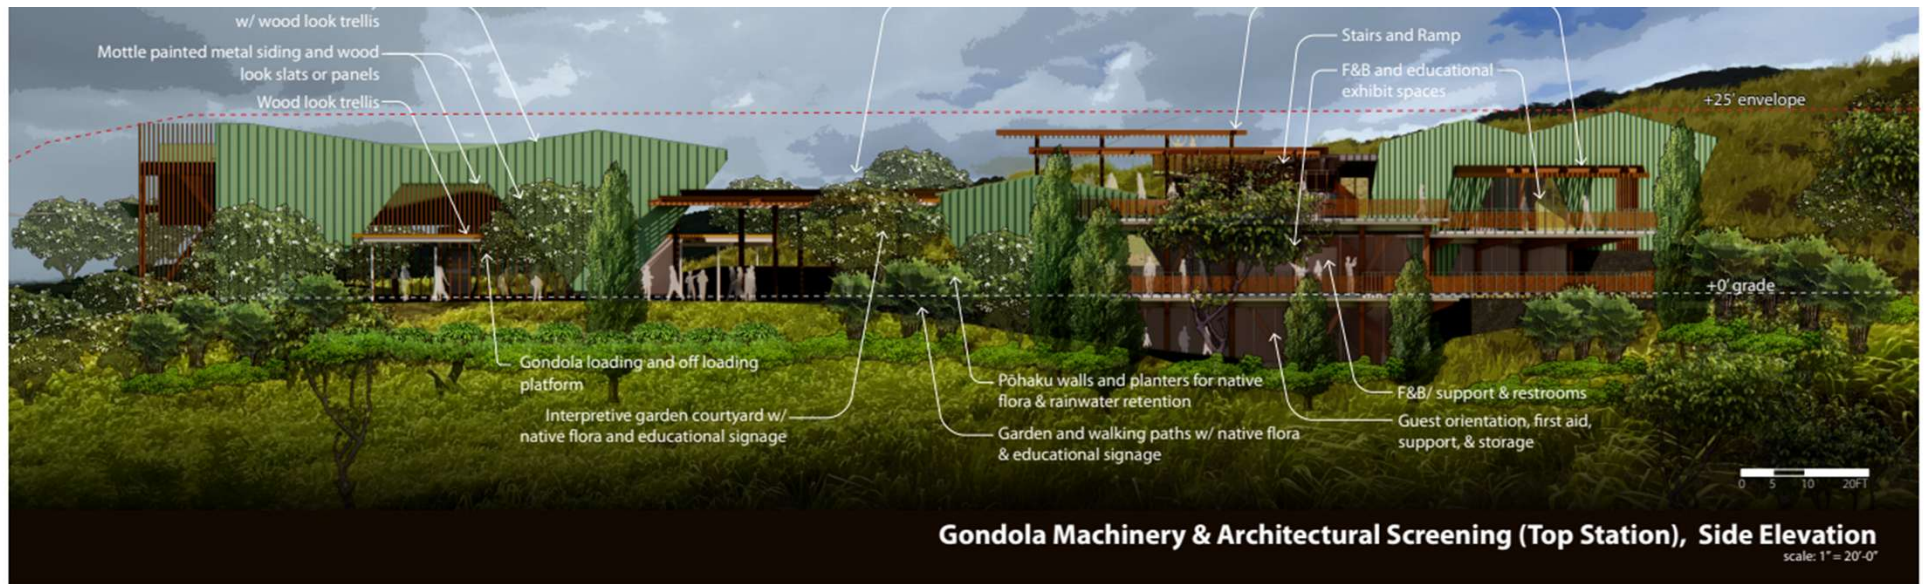 w/ wood look trellis
Mottle painted metal siding and wood
look slats or panels
Wood look trellis
Stairs and Ramp
F&B and educational
exhibit spaces
+25' envelope
+0' grade
Gondola loading and off loading
platform
Interpretive garden courtyard w/
native flora and educational signage
Pōhaku walls and planters for native
flora & rainwater retention
Garden and walking paths w/ native flora
& educational signage
F&B/ support & restrooms
Guest orientation, first aid,
support, & storage
0 5 10 20FT
Gondola Machinery & Architectural Screening (Top Station), Side Elevation
scale: 1" = 20'-0"